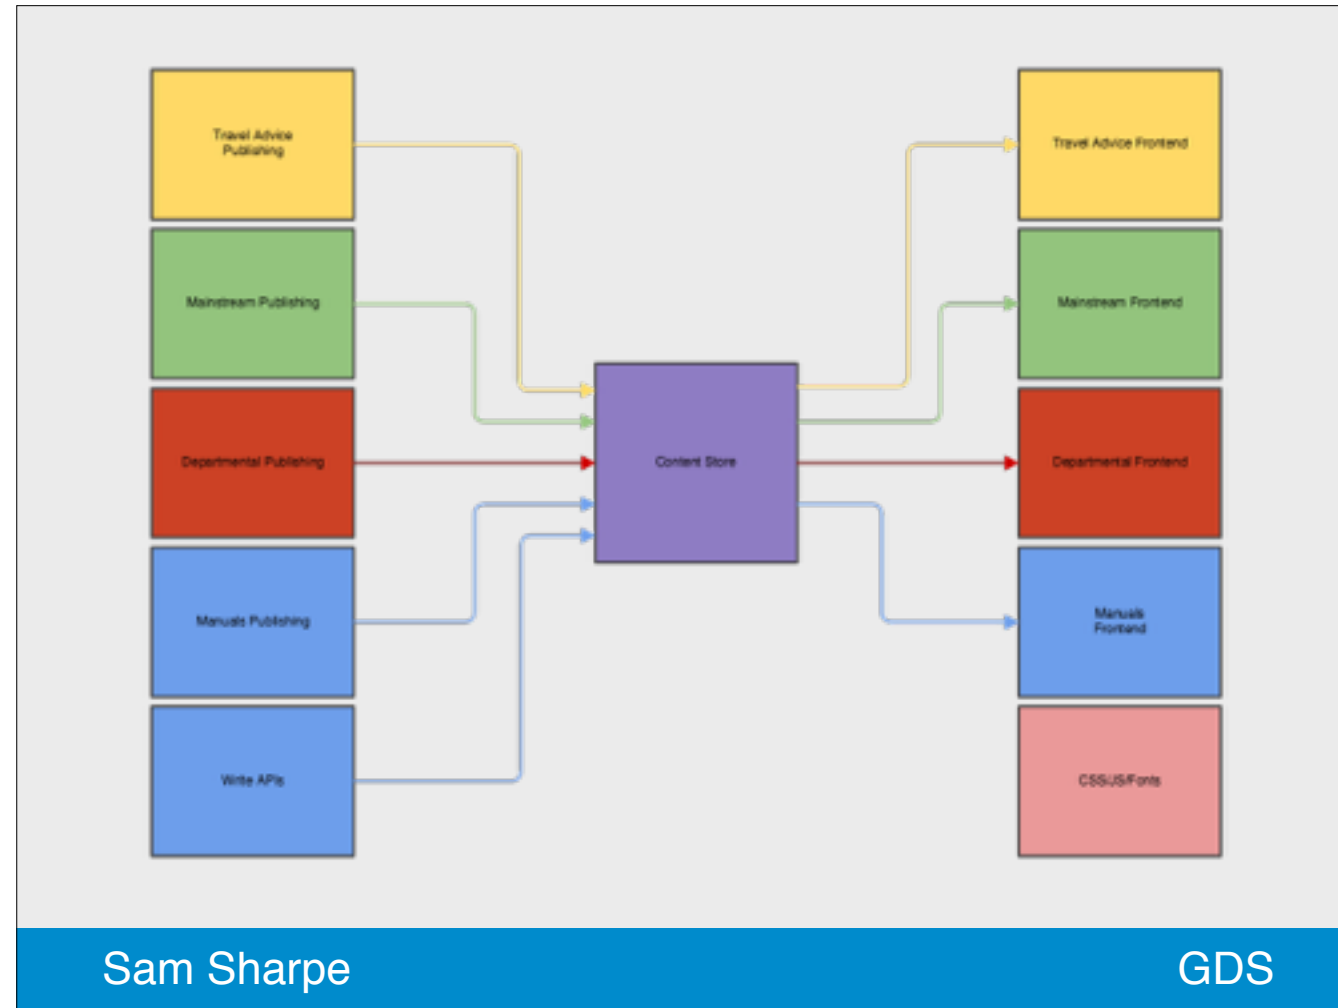 Travel Advice
Publishing
Travel Advice Frontend
Mainstream Publishing
Mainstream Frontend
Departmental Publishing
Content Store
Departmental Frontend
Manuals Publishing
Manuals
Frontend
Write APIs
CSS/JS/Fonts
Sam Sharpe
GDS